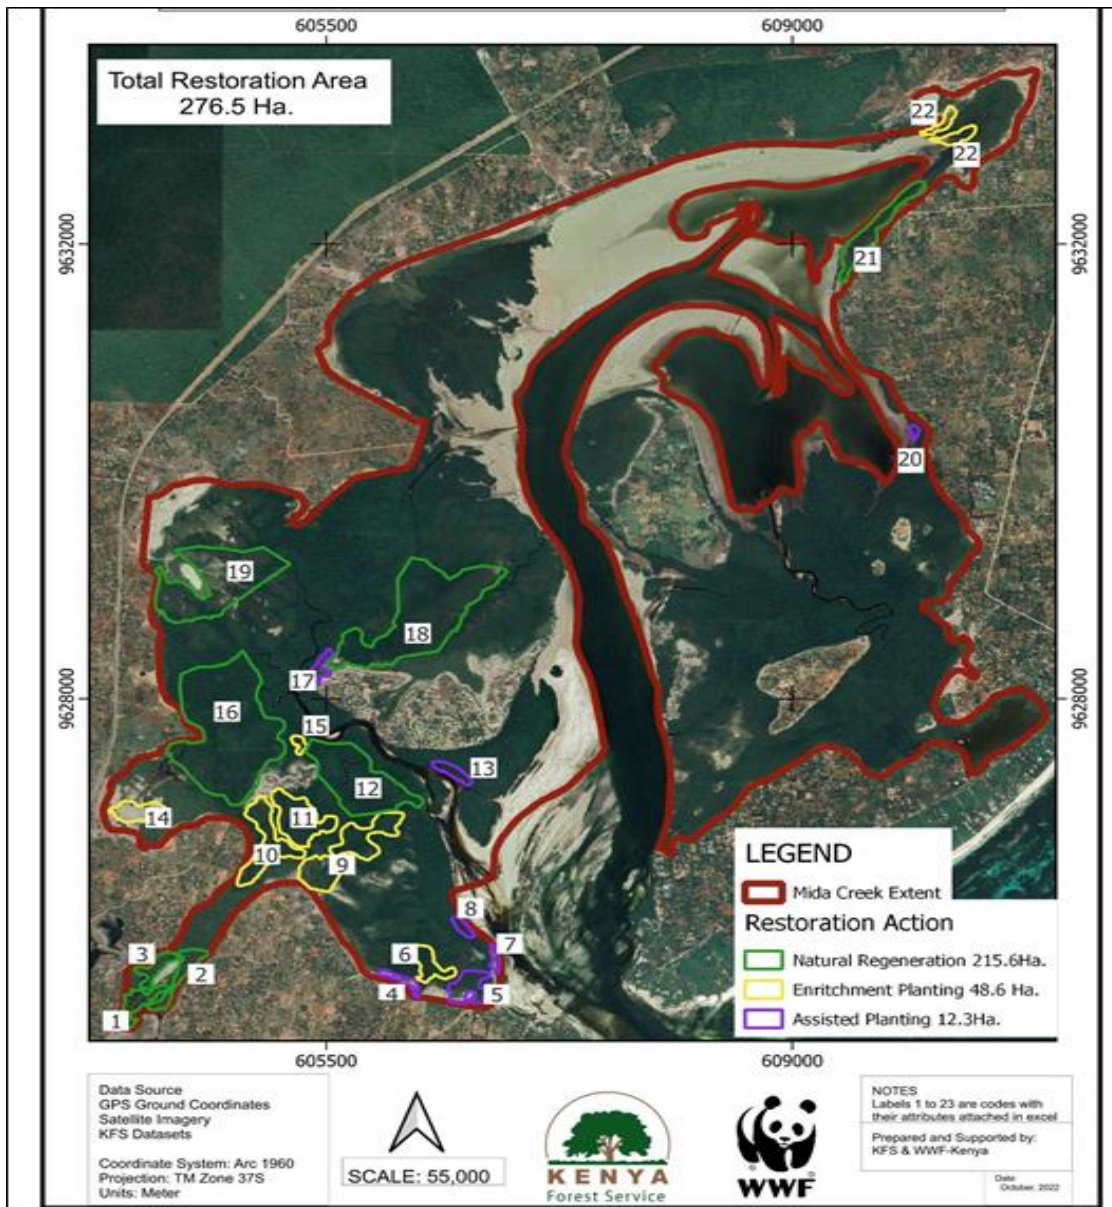 605500
609000
Total Restoration Area
276.5 Ha.
22
22
9632000
9632000
21
20
19
18
17
9628000
9628000
16
15
13
12
14
11
10
9
LEGEND
Mida Creek Extent
Restoration Action
Natural Regeneration 215.6Ha.
Enritchment Planting 48.6 Ha.
Assisted Planting 12.3Ha.
8
7
6
3
2
4
5
1
605500
609000
Data Source
GPS Ground Coordinates
Satellite Imagery
KFS Datasets
Coordinate System: Arc 1960
Projection: TM Zone 37S
Units: Meter
SCALE: 55,000
KENYA
Forest Service
WWF
NOTES
Labels 1 to 23 are codes with
their attributes attached in excel
Prepared and Supported by:
KFS & WWF-Kenya
Date:
October, 2022